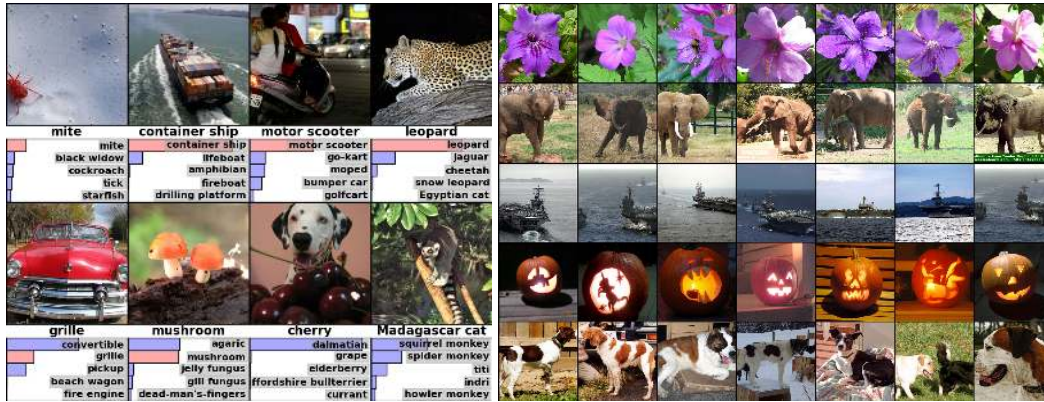 mite
container ship
motor scooter
leopard
mite
black widow
cockroach
tick
starfish
container ship
lifeboat
amphibian
fireboat
drilling platform
motor scooter
go-kart
moped
bumper car
golfcart
leopard
jaguar
cheetah
snow leopard
Egyptian cat
grille
mushroom
cherry
Madagascar cat
convertible
grille
pickup
beach wagon
fire engine
agaric
mushroom
jelly fungus
gill fungus
dead-man's-fingers
dalmatian
grape
elderberry
ffordshire bullterrier
currant
squirrel monkey
spider monkey
titi
indri
howler monkey